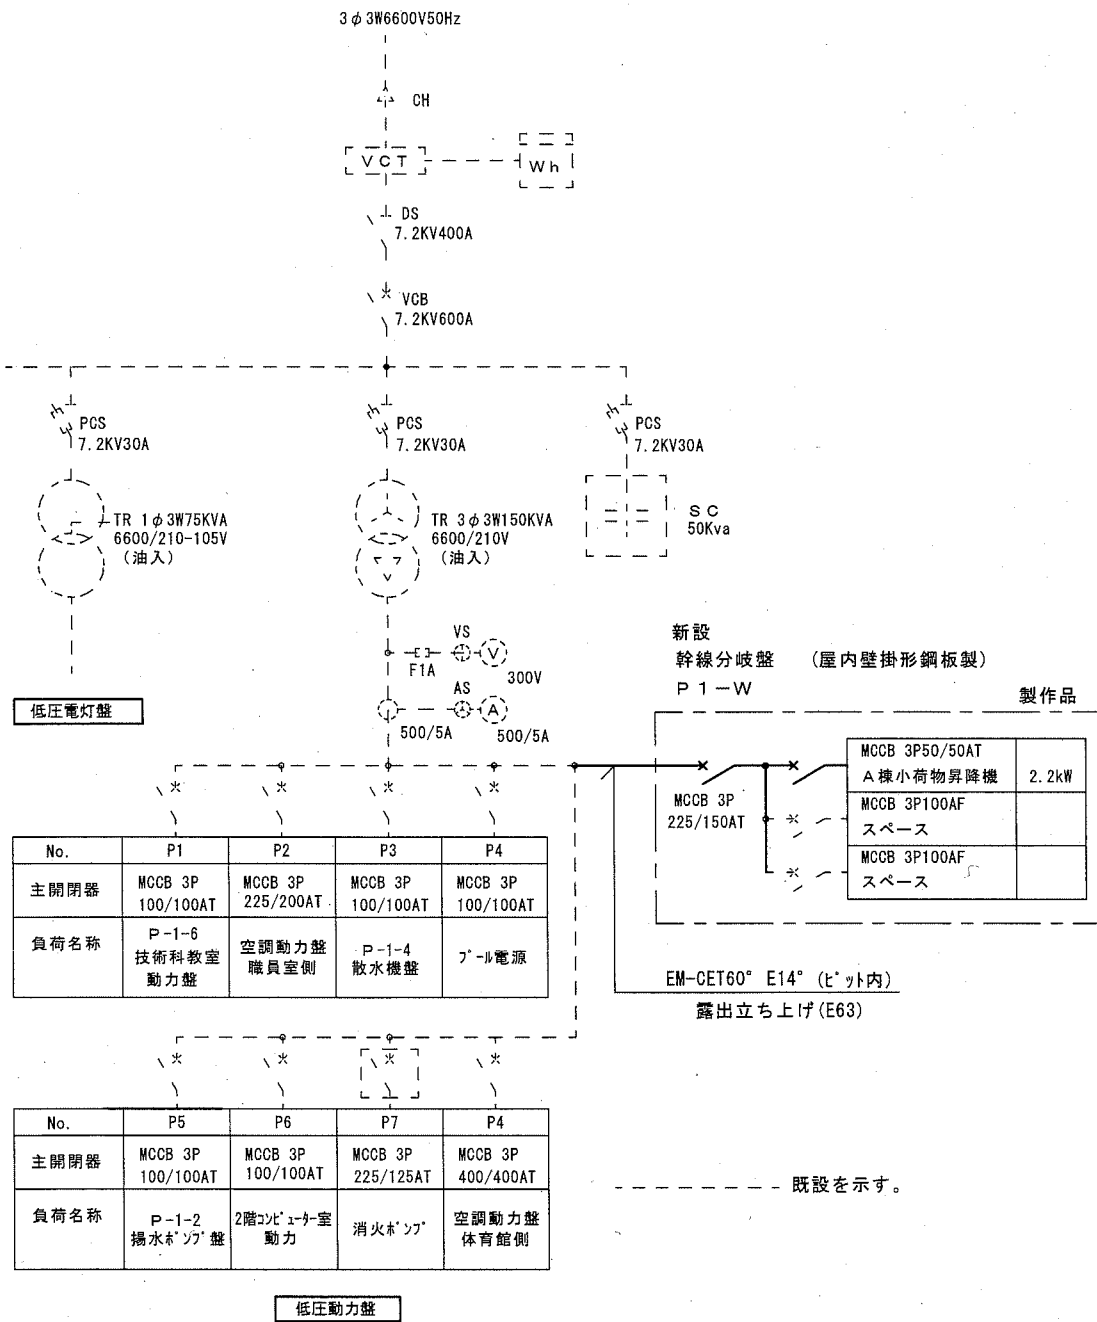 3φ3W6600V50Hz
CH
VCT
Wh
DS
7.2KV400A
VCB
7.2KV600A
PCS
7.2KV30A
PCS
7.2KV30A
PCS
7.2KV30A
TR 1φ3W75KVA
6600/210-105V
(油入)
TR 3φ3W150KVA
6600/210V
(油入)
SC
50Kva
VS
V
F1A
300V
AS
A
500/5A
500/5A
低圧電灯盤
新設
幹線分岐盤 (屋内壁掛形鋼板製)
P1-W
製作品
MCCB 3P
225/150AT
MCCB 3P50/50AT
A棟小荷物昇降機
2.2kW
MCCB 3P100AF
スペース
MCCB 3P100AF
スペース
No. P1 P2 P3 P4
主開閉器
MCCB 3P
100/100AT
MCCB 3P
225/200AT
MCCB 3P
100/100AT
MCCB 3P
100/100AT
負荷名称
P-1-6
技術科教室
動力盤
空調動力盤
職員室側
P-1-4
散水機盤
プール電源
EM-CET60° E14° (ピット内)
露出立ち上げ(E63)
No. P5 P6 P7 P4
主開閉器
MCCB 3P
100/100AT
MCCB 3P
100/100AT
MCCB 3P
225/125AT
MCCB 3P
400/400AT
負荷名称
P-1-2
揚水ポンプ盤
2階コンピューター室
動力
消火ポンプ
空調動力盤
体育館側
既設を示す。
低圧動力盤